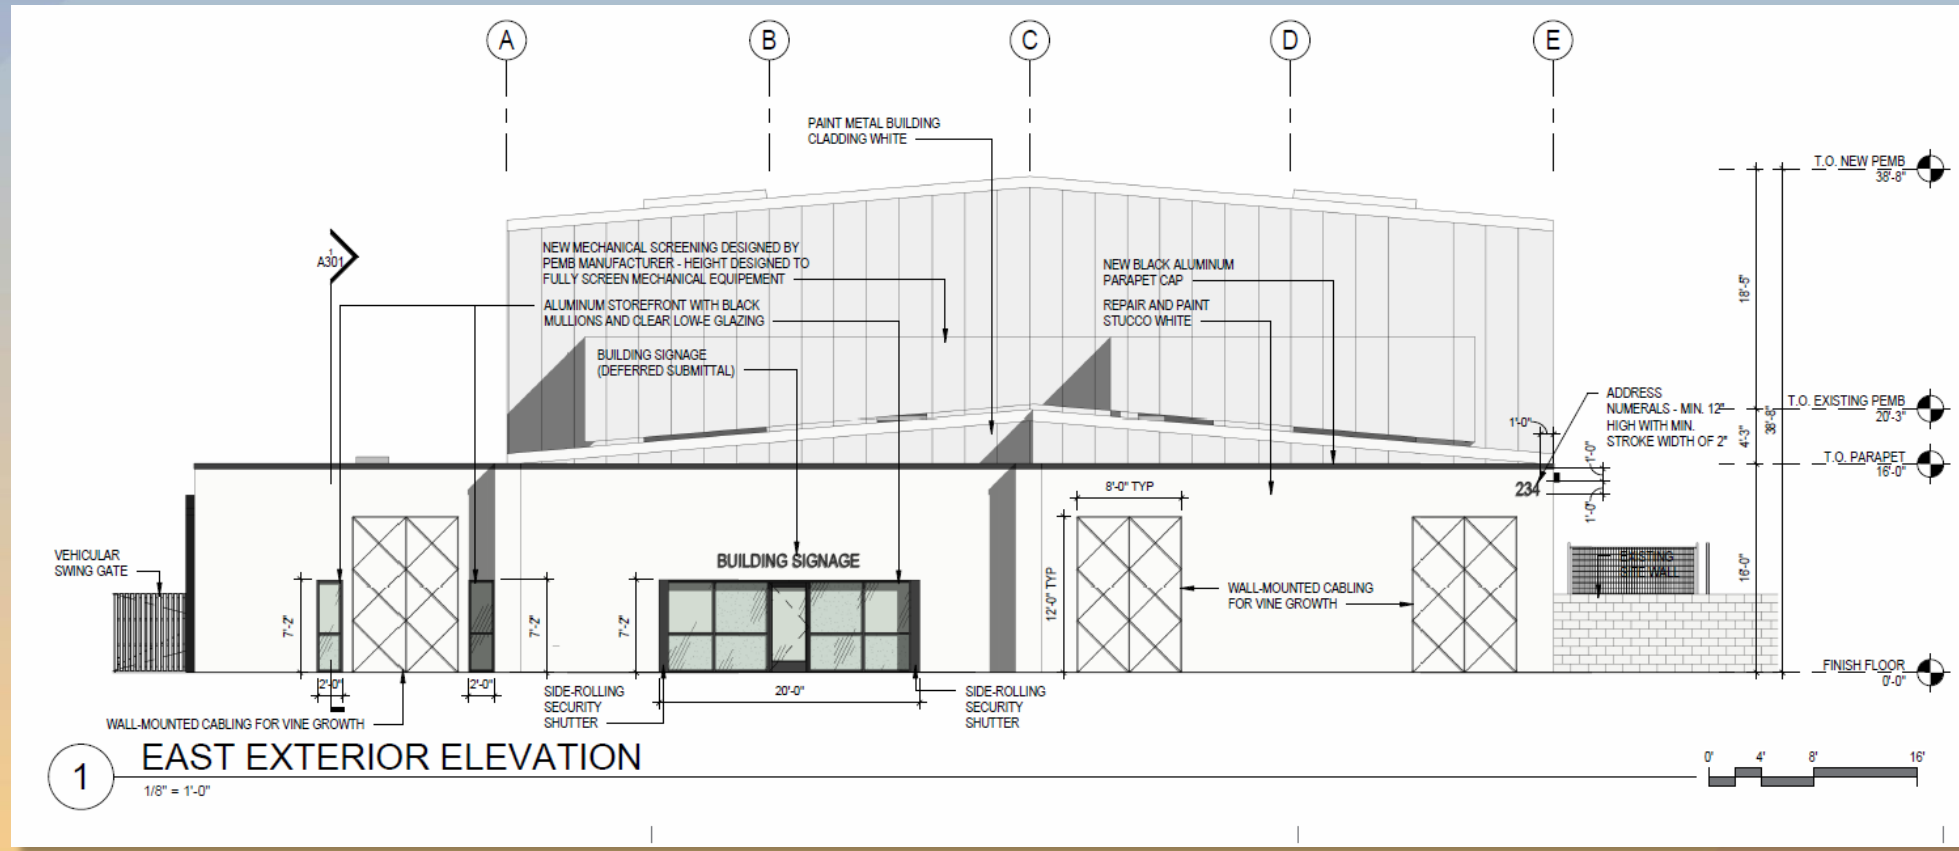 A
B
C
D
E
PAINT METAL BUILDING
CLADDING WHITE
T.O. NEW PEMB
38'-8"
1
A301
NEW MECHANICAL SCREENING DESIGNED BY
PEMB MANUFACTURER - HEIGHT DESIGNED TO
FULLY SCREEN MECHANICAL EQUIPEMENT
ALUMINUM STOREFRONT WITH BLACK
MULLIONS AND CLEAR LOW-E GLAZING
BUILDING SIGNAGE
(DEFERRED SUBMITTAL)
NEW BLACK ALUMINUM
PARAPET CAP
REPAIR AND PAINT
STUCCO WHITE
18'-5"
ADDRESS
NUMERALS - MIN. 12"
HIGH WITH MIN.
STROKE WIDTH OF 2"
T.O. EXISTING PEMB
20'-3"
1'-0"
4'-3"
38'-8"
1'-0"
T.O. PARAPET
16'-0"
8'-0" TYP
234
1'-0"
VEHICULAR
SWING GATE
BUILDING SIGNAGE
EXISTING
SITE WALL
12'-0" TYP
WALL-MOUNTED CABLING
FOR VINE GROWTH
16'-0"
7'-2"
7'-2"
7'-2"
FINISH FLOOR
0'-0"
2'-0"
2'-0"
SIDE-ROLLING
SECURITY
SHUTTER
20'-0"
SIDE-ROLLING
SECURITY
SHUTTER
WALL-MOUNTED CABLING FOR VINE GROWTH
1
EAST EXTERIOR ELEVATION
1/8" = 1'-0"
0'
4'
8'
16'